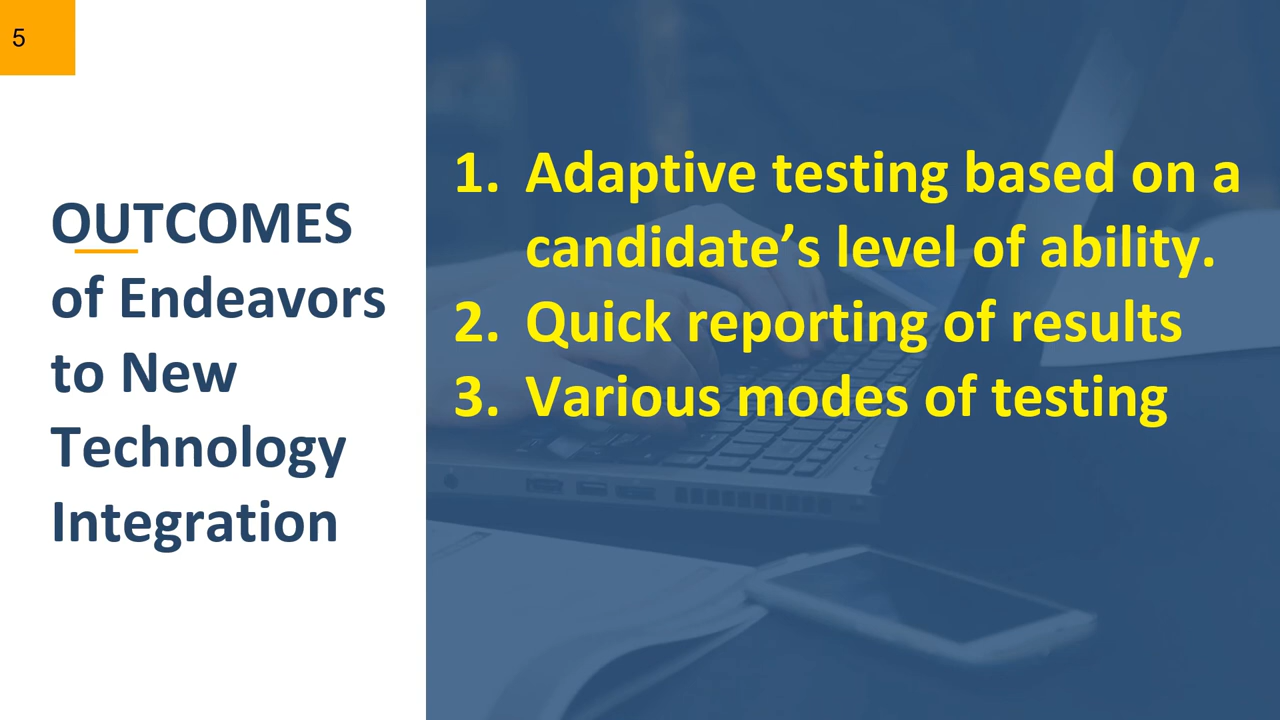 5
OUTCOMES
of Endeavors
to New
Technology
Integration
1. Adaptive testing based on a
candidate’s level of ability.
2. Quick reporting of results
3. Various modes of testing